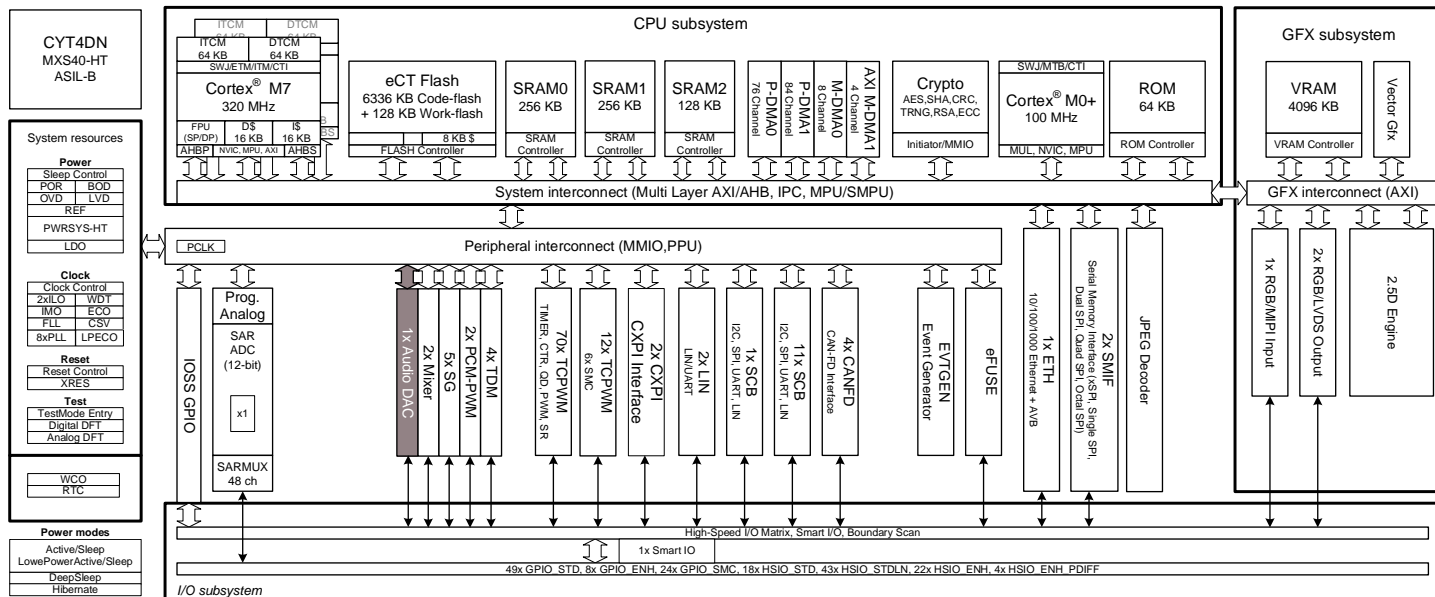 CYT4DN
MXS40-HT
ASIL-B
System resources
Power
Sleep Control
POR BOD
OVD LVD
REF
PWRSYS-HT
LDO
Clock
Clock Control
2xILO WDT
IMO ECO
FLL CSV
8xPLL LPECO
Reset
Reset Control
XRES
Test
TestMode Entry
Digital DFT
Analog DFT
WCO
RTC
Power modes
Active/Sleep
LowePowerActive/Sleep
DeepSleep
Hibernate
CPU subsystem
ITCM DTCM
ITCM DTCM
64 KB 64 KB
SWJ/ETM/ITM/CTI
Cortex® M7
320 MHz
FPU (SP/DP)
D$ 16 KB
I$ 16 KB
AHBP NVIC, MPU, AXI AHBS
eCT Flash
6336 KB Code-flash
+ 128 KB Work-flash
8 KB $
FLASH Controller
SRAM0
256 KB
SRAM Controller
SRAM1
256 KB
SRAM Controller
SRAM2
128 KB
SRAM Controller
P-DMA0
76 Channel
P-DMA1
84 Channel
M-DMA0
8 Channel
AXI M-DMA1
4 Channel
Crypto
AES,SHA,CRC,
TRNG,RSA,ECC
Initiator/MMIO
SWJ/MTB/CTI
Cortex® M0+
100 MHz
MUL, NVIC, MPU
ROM
64 KB
ROM Controller
System interconnect (Multi Layer AXI/AHB, IPC, MPU/SMPU)
GFX subsystem
VRAM
4096 KB
VRAM Controller
Vector Gfx
GFX interconnect (AXI)
1x RGB/MIPI Input
2x RGB/LVDS Output
2.5D Engine
PCLK
Peripheral interconnect (MMIO,PPU)
IOSS GPIO
Prog.
Analog
SAR
ADC
(12-bit)
x1
SARMUX
48 ch
1x Audio DAC
2x Mixer
5x SG
2x PCM-PWM
4x TDM
70x TCPWM
TIMER, CTR, QD, PWM, SR
12x TCPWM
6x SMC
2x CXPI
CXPI Interface
2x LIN
LIN/UART
1x SCB
I2C, SPI, UART, LIN
11x SCB
I2C, SPI, UART, LIN
4x CANFD
CAN-FD Interface
EVTGEN
Event Generator
eFUSE
1x ETH
10/100/1000 Ethernet + AVB
2x SMIF
Serial Memory Interface (xSPI, Single SPI,
Dual SPI, Quad SPI, Octal SPI)
JPEG Decoder
High-Speed I/O Matrix, Smart I/O, Boundary Scan
1x Smart IO
49x GPIO_STD, 8x GPIO_ENH, 24x GPIO_SMC, 18x HSIO_STD, 43x HSIO_STDLN, 22x HSIO_ENH, 4x HSIO_ENH_PDIFF
I/O subsystem